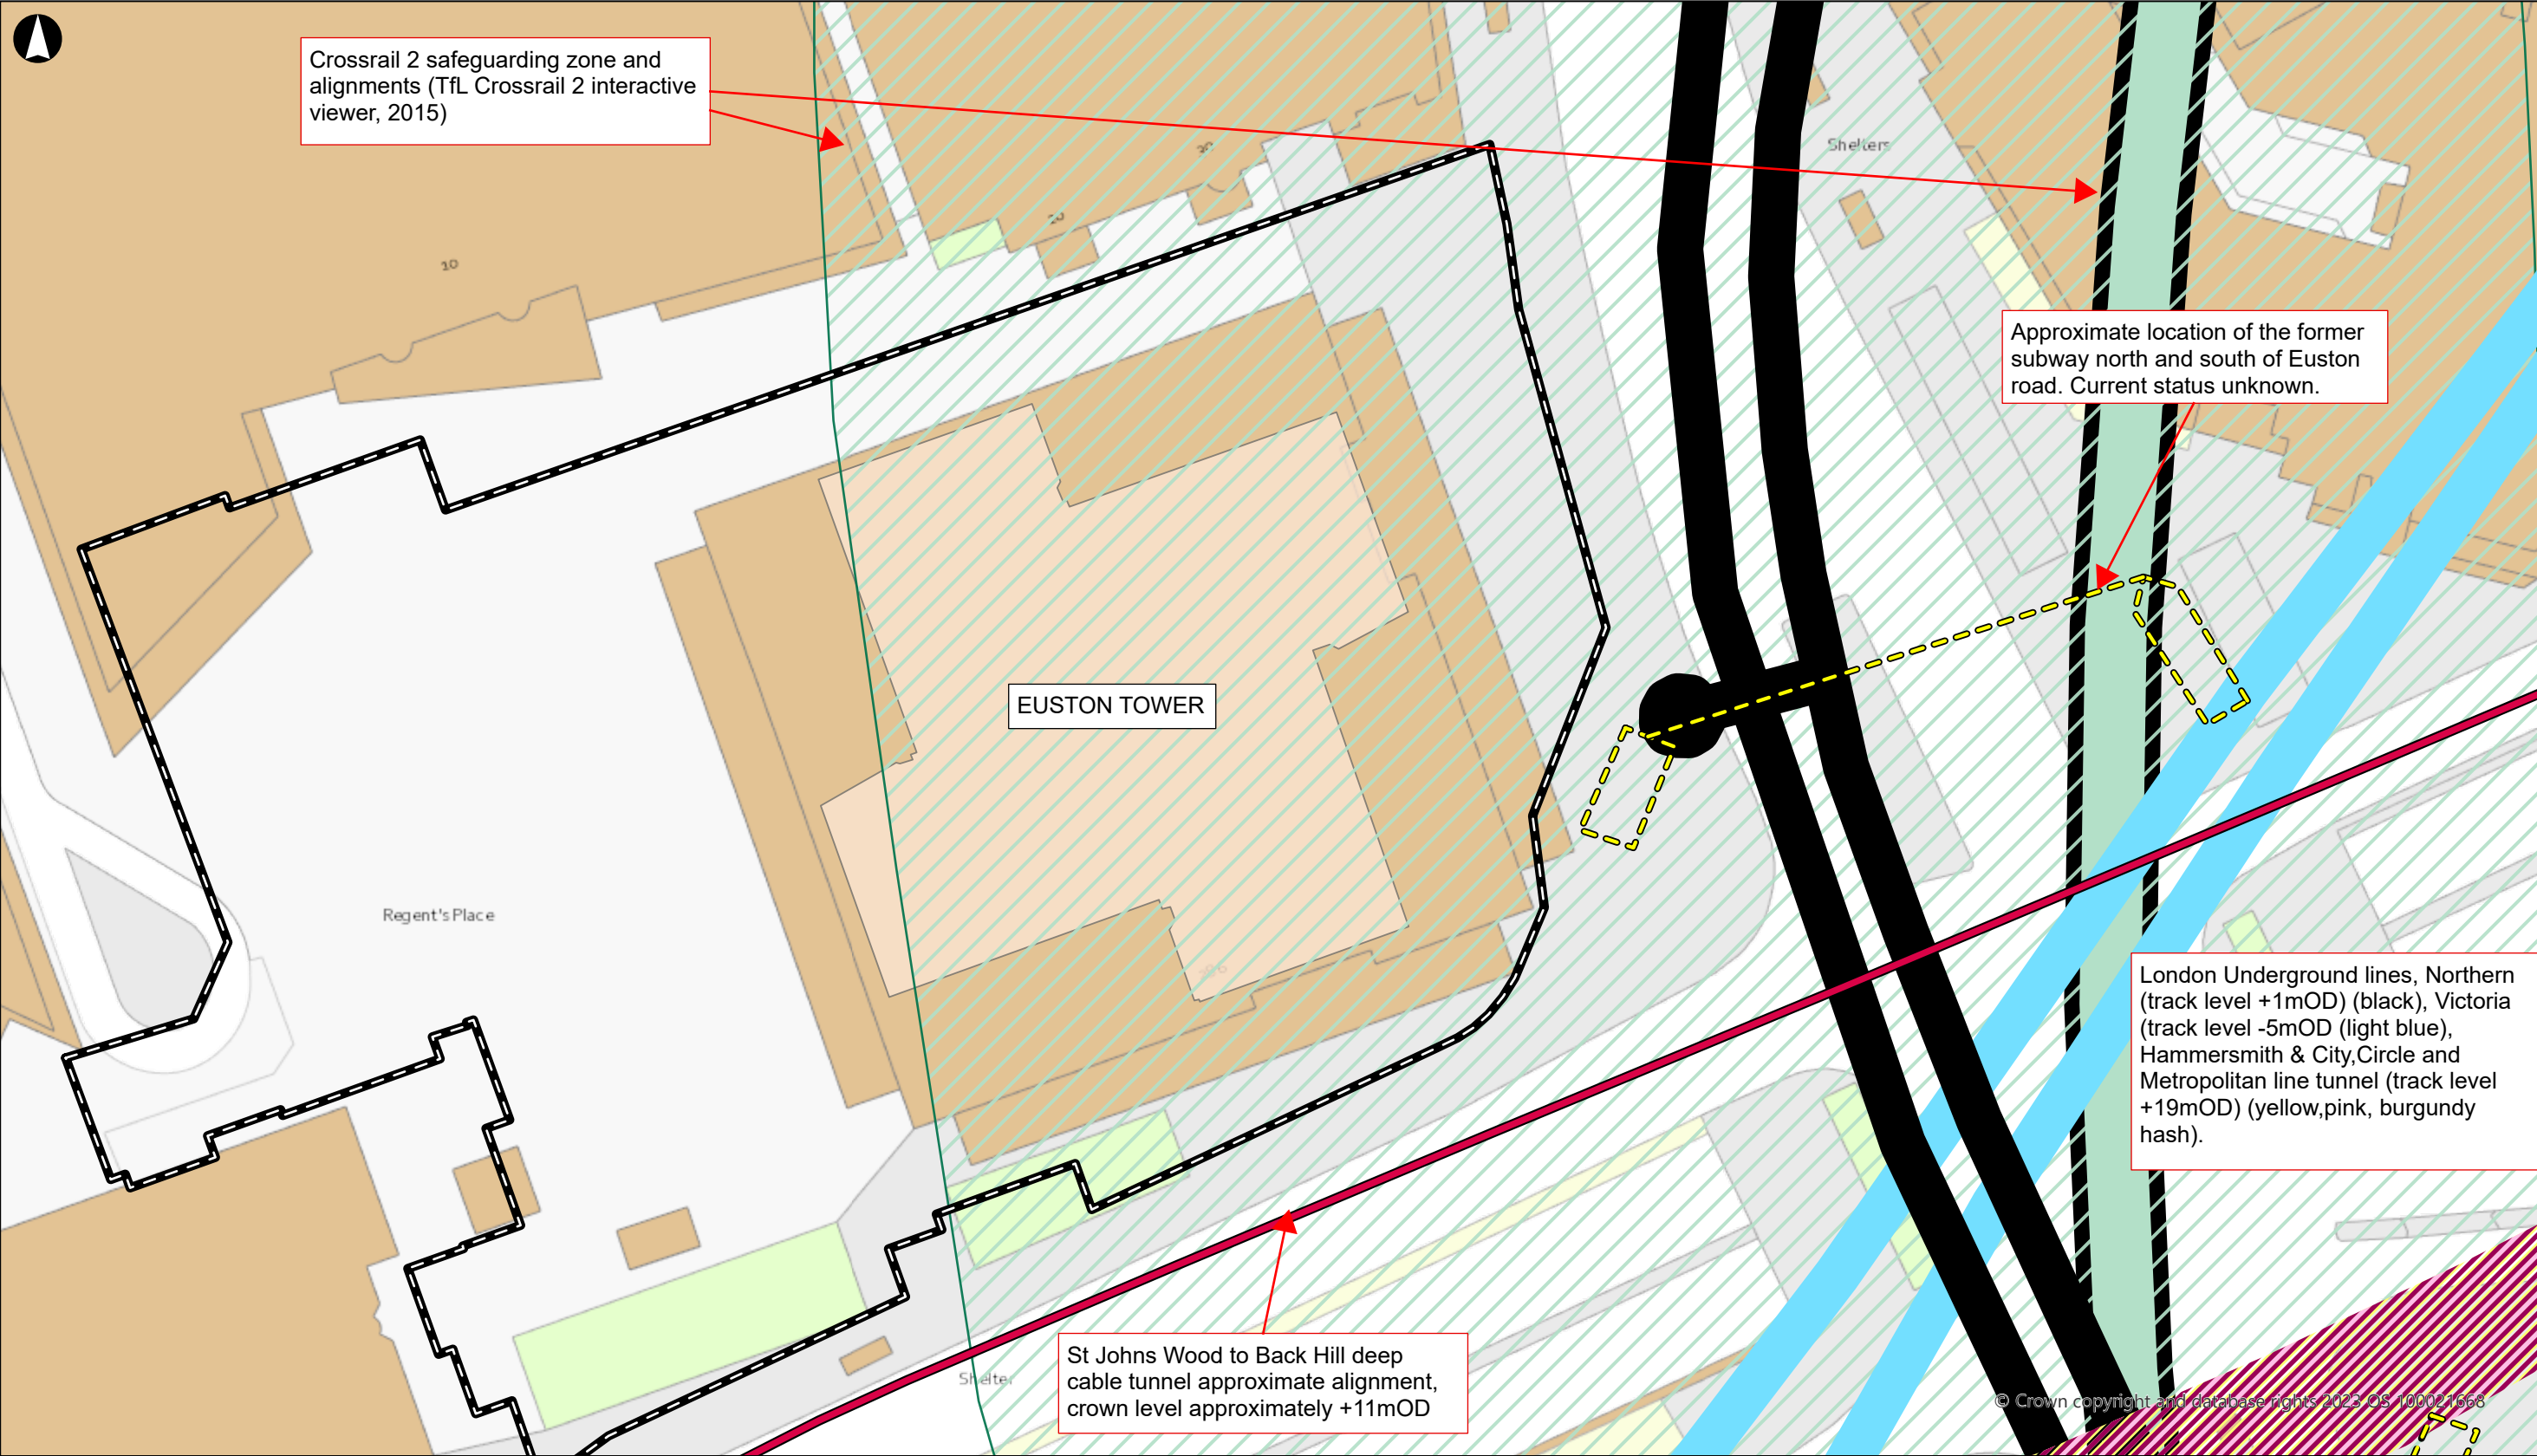 Crossrail 2 safeguarding zone and
alignments (TfL Crossrail 2 interactive
viewer, 2015)
30
Shelters
20
10
Approximate location of the former
subway north and south of Euston
road. Current status unknown.
EUSTON TOWER
Regent's Place
London Underground lines, Northern
(track level +1mOD) (black), Victoria
(track level -5mOD (light blue),
Hammersmith & City,Circle and
Metropolitan line tunnel (track level
+19mOD) (yellow,pink, burgundy
hash).
St Johns Wood to Back Hill deep
cable tunnel approximate alignment,
crown level approximately +11mOD
Shelter
© Crown copyright and database rights 2023 OS 100021668